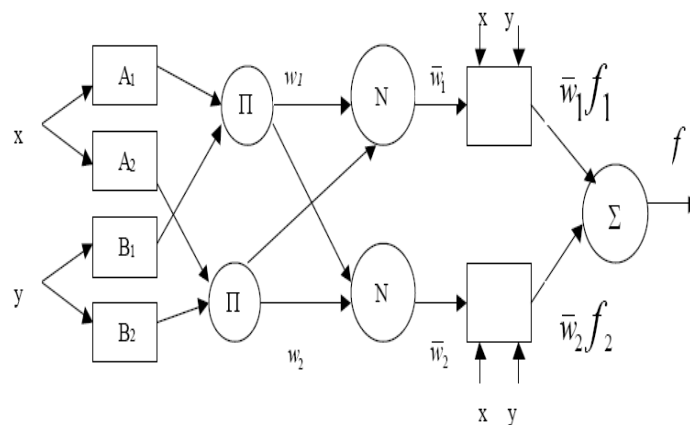 x y
A₁
Π
w₁
N
w̄₁
w̄₁f₁
x
A₂
f
Σ
B₁
y
B₂
Π
w₂
N
w̄₂
w̄₂f₂
x y